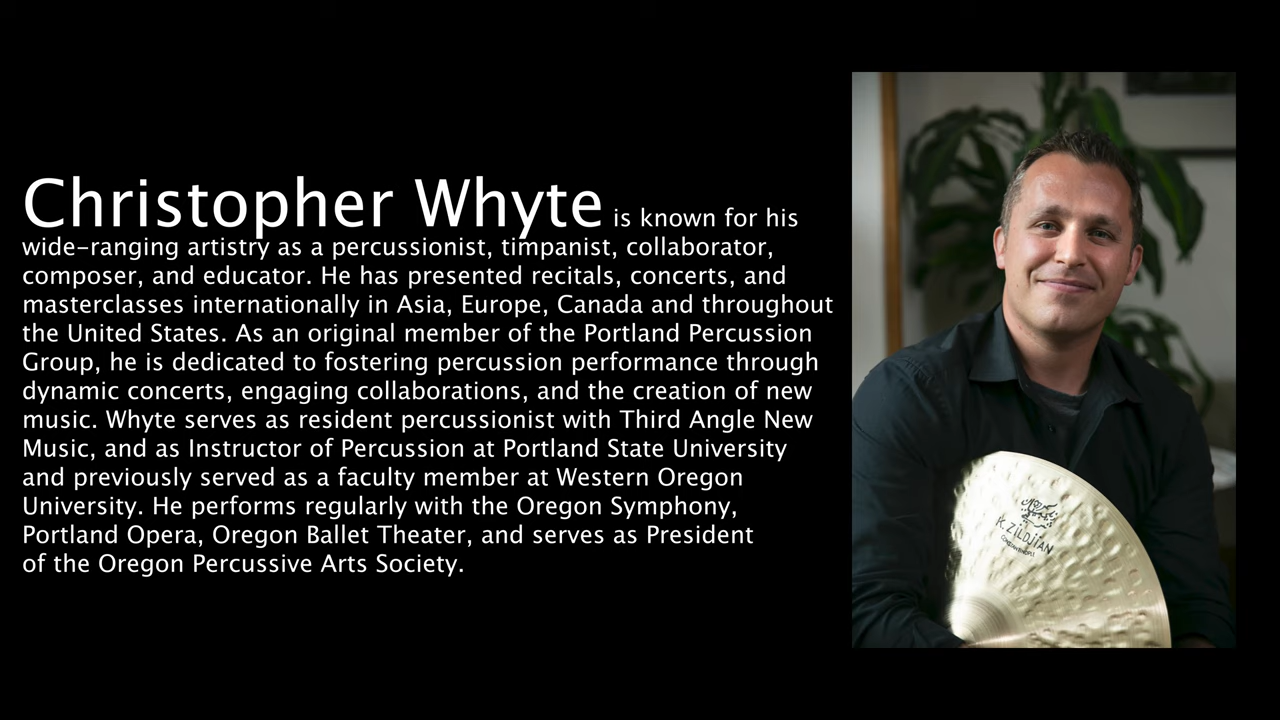 Christopher Whyte is known for his
wide-ranging artistry as a percussionist, timpanist, collaborator,
composer, and educator. He has presented recitals, concerts, and
masterclasses internationally in Asia, Europe, Canada and throughout
the United States. As an original member of the Portland Percussion
Group, he is dedicated to fostering percussion performance through
dynamic concerts, engaging collaborations, and the creation of new
music. Whyte serves as resident percussionist with Third Angle New
Music, and as Instructor of Percussion at Portland State University
and previously served as a faculty member at Western Oregon
University. He performs regularly with the Oregon Symphony,
Portland Opera, Oregon Ballet Theater, and serves as President
of the Oregon Percussive Arts Society.
K. ZILDJIAN